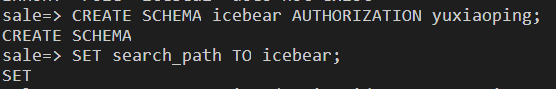 sale=> CREATE SCHEMA icebear AUTHORIZATION yuxiaoping;
CREATE SCHEMA
sale=> SET search_path TO icebear;
SET